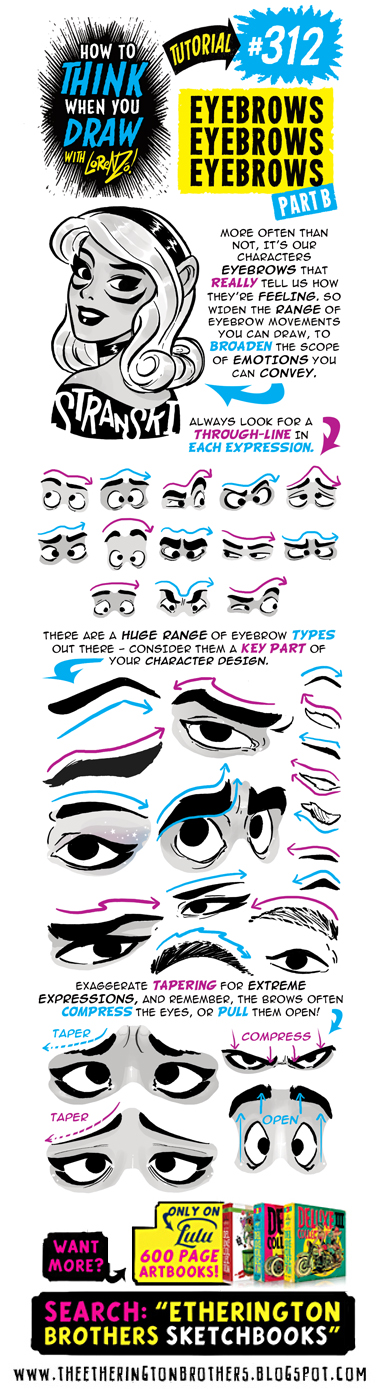 HOW TO
THINK
WHEN YOU
DRAW
WITH LORENZO!
TUTORIAL
#312
EYEBROWS
EYEBROWS
EYEBROWS
PART B
MORE OFTEN THAN
NOT, IT'S OUR
CHARACTERS
EYEBROWS THAT
REALLY TELL US HOW
THEY'RE FEELING. SO
WIDEN THE RANGE OF
EYEBROW MOVEMENTS
YOU CAN DRAW, TO
BROADEN THE SCOPE
OF EMOTIONS YOU
CAN CONVEY.
STRANSKI
ALWAYS LOOK FOR A
THROUGH-LINE IN
EACH EXPRESSION.
THERE ARE A HUGE RANGE OF EYEBROW TYPES
OUT THERE – CONSIDER THEM A KEY PART OF
YOUR CHARACTER DESIGN.
EXAGGERATE TAPERING FOR EXTREME
EXPRESSIONS, AND REMEMBER, THE BROWS OFTEN
COMPRESS THE EYES, OR PULL THEM OPEN!
TAPER
COMPRESS
TAPER
OPEN
WANT
MORE?
ONLY ON
Lulu
600 PAGE
ARTBOOKS!
DELUXE III
SEARCH: "ETHERINGTON
BROTHERS SKETCHBOOKS"
WWW.THEETHERINGTONBROTHERS.BLOGSPOT.COM